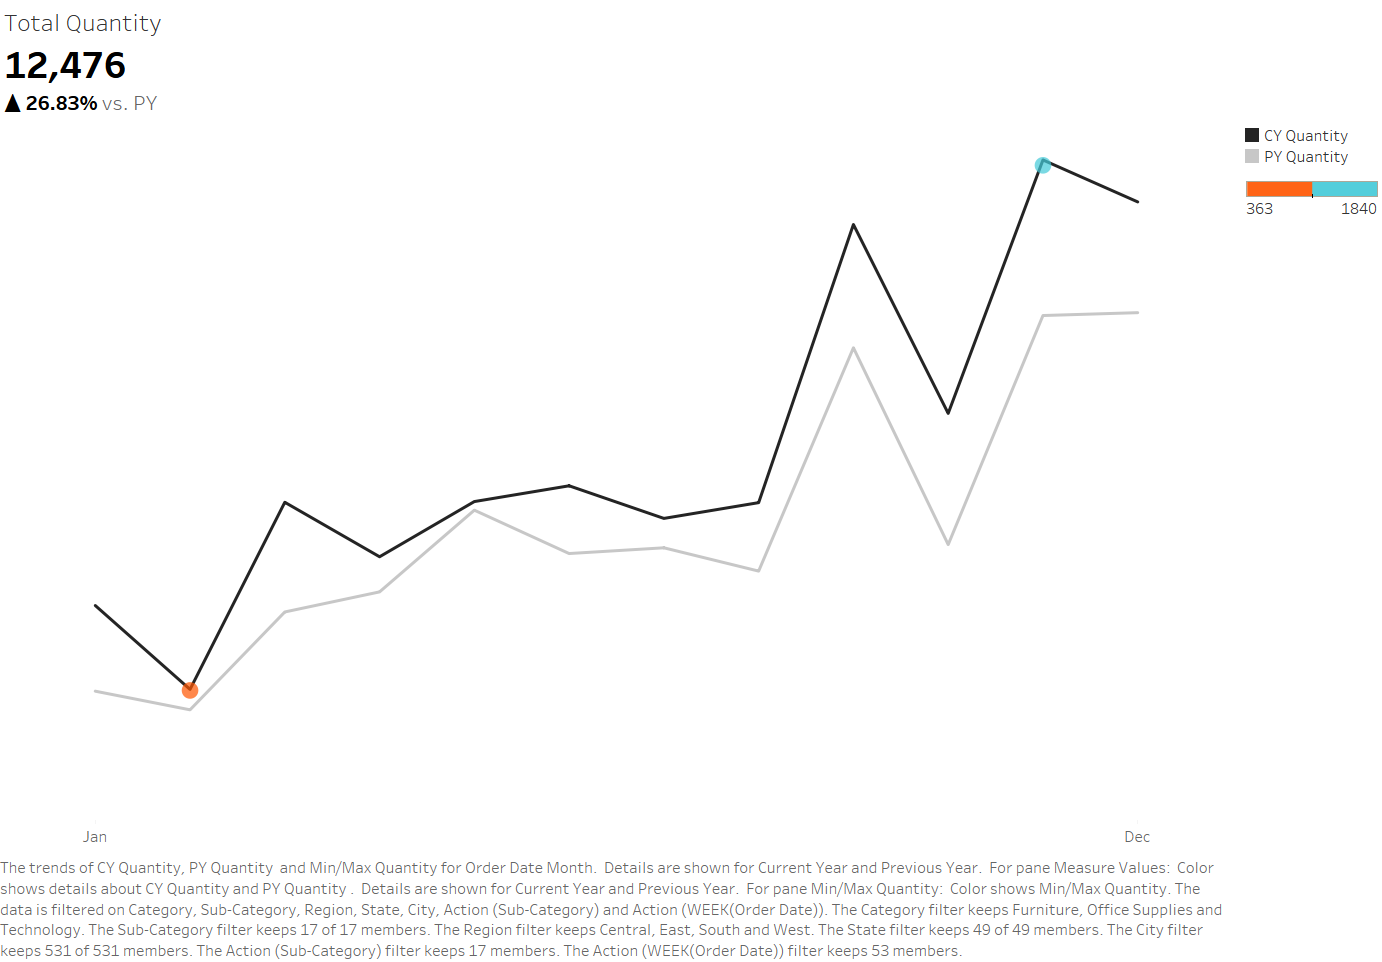 Total Quantity
12,476
▲ 26.83% vs. PY
CY Quantity
PY Quantity
363 1840
Jan Dec
The trends of CY Quantity, PY Quantity  and Min/Max Quantity for Order Date Month.  Details are shown for Current Year and Previous Year.  For pane Measure Values:  Color
shows details about CY Quantity and PY Quantity .  Details are shown for Current Year and Previous Year.  For pane Min/Max Quantity:  Color shows Min/Max Quantity. The
data is filtered on Category, Sub-Category, Region, State, City, Action (Sub-Category) and Action (WEEK(Order Date)). The Category filter keeps Furniture, Office Supplies and
Technology. The Sub-Category filter keeps 17 of 17 members. The Region filter keeps Central, East, South and West. The State filter keeps 49 of 49 members. The City filter
keeps 531 of 531 members. The Action (Sub-Category) filter keeps 17 members. The Action (WEEK(Order Date)) filter keeps 53 members.